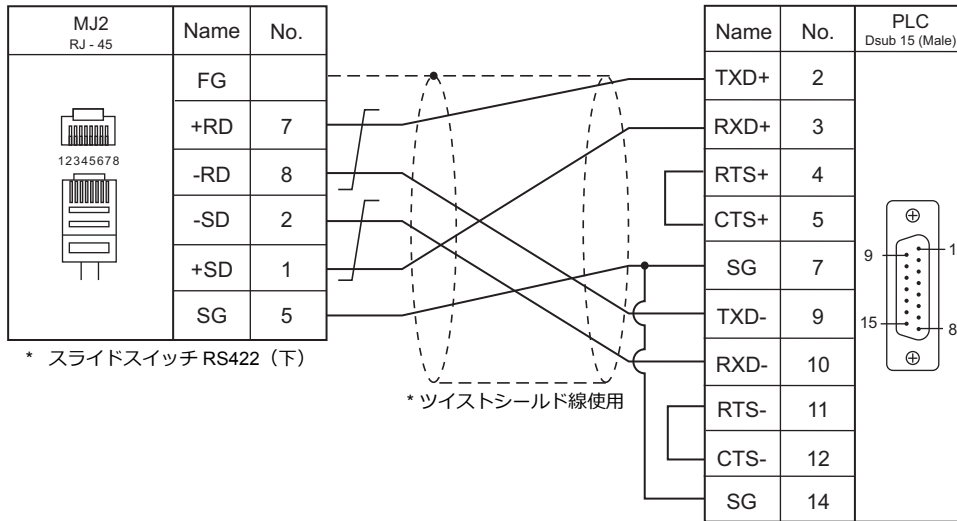 MJ2
RJ - 45
Name No.
FG
+RD 7
-RD 8
-SD 2
+SD 1
SG 5
12345678
* スライドスイッチ RS422（下）
* ツイストシールド線使用
Name No.
PLC
Dsub 15 (Male)
TXD+ 2
RXD+ 3
RTS+ 4
CTS+ 5
SG 7
TXD- 9
RXD- 10
RTS- 11
CTS- 12
SG 14
9 1
15 8